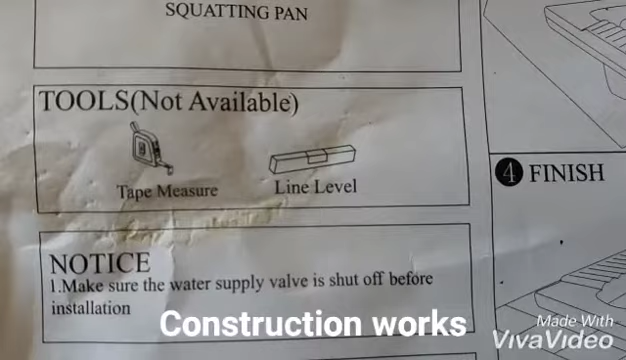 SQUATTING PAN
TOOLS(Not Available)
Tape Measure
Line Level
NOTICE
1.Make sure the water supply valve is shut off before
installation
4 FINISH
Construction works
Made With
VivaVideo